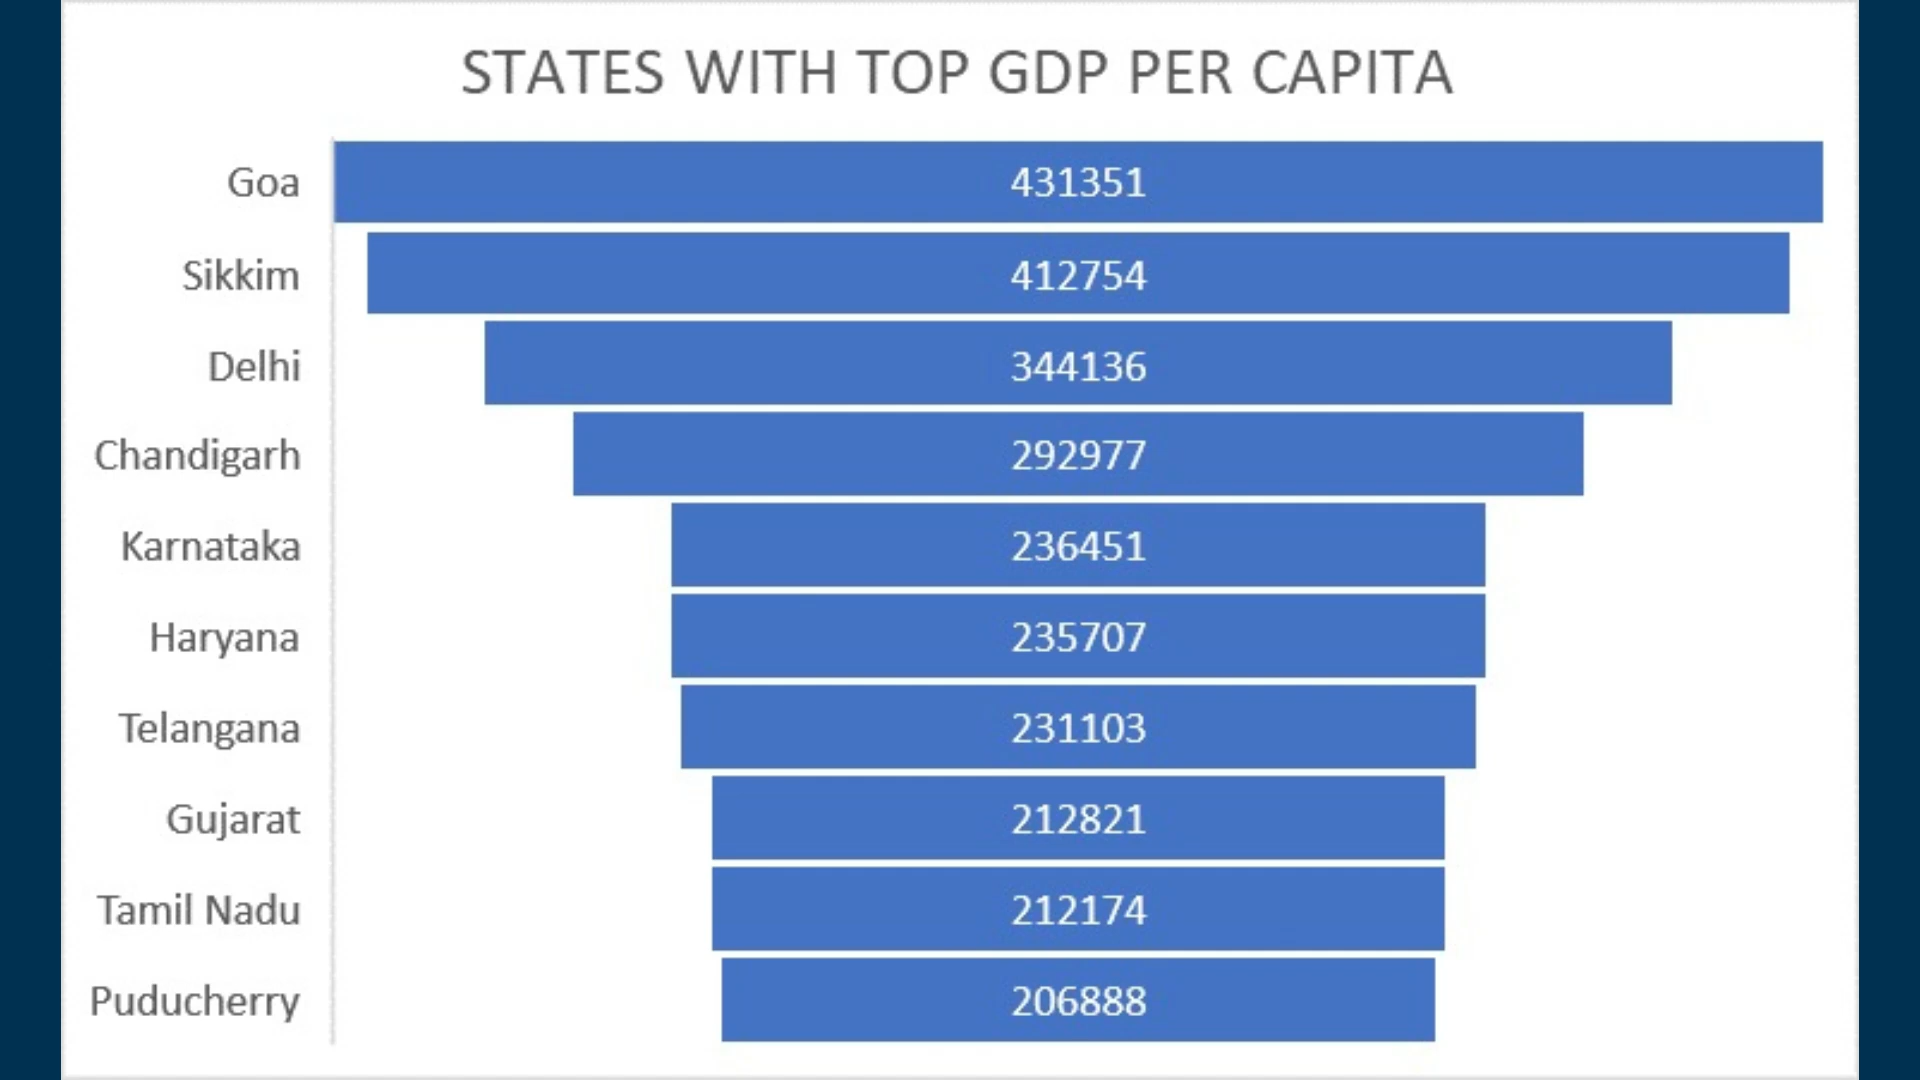 STATES WITH TOP GDP PER CAPITA
Goa 431351
Sikkim 412754
Delhi 344136
Chandigarh 292977
Karnataka 236451
Haryana 235707
Telangana 231103
Gujarat 212821
Tamil Nadu 212174
Puducherry 206888